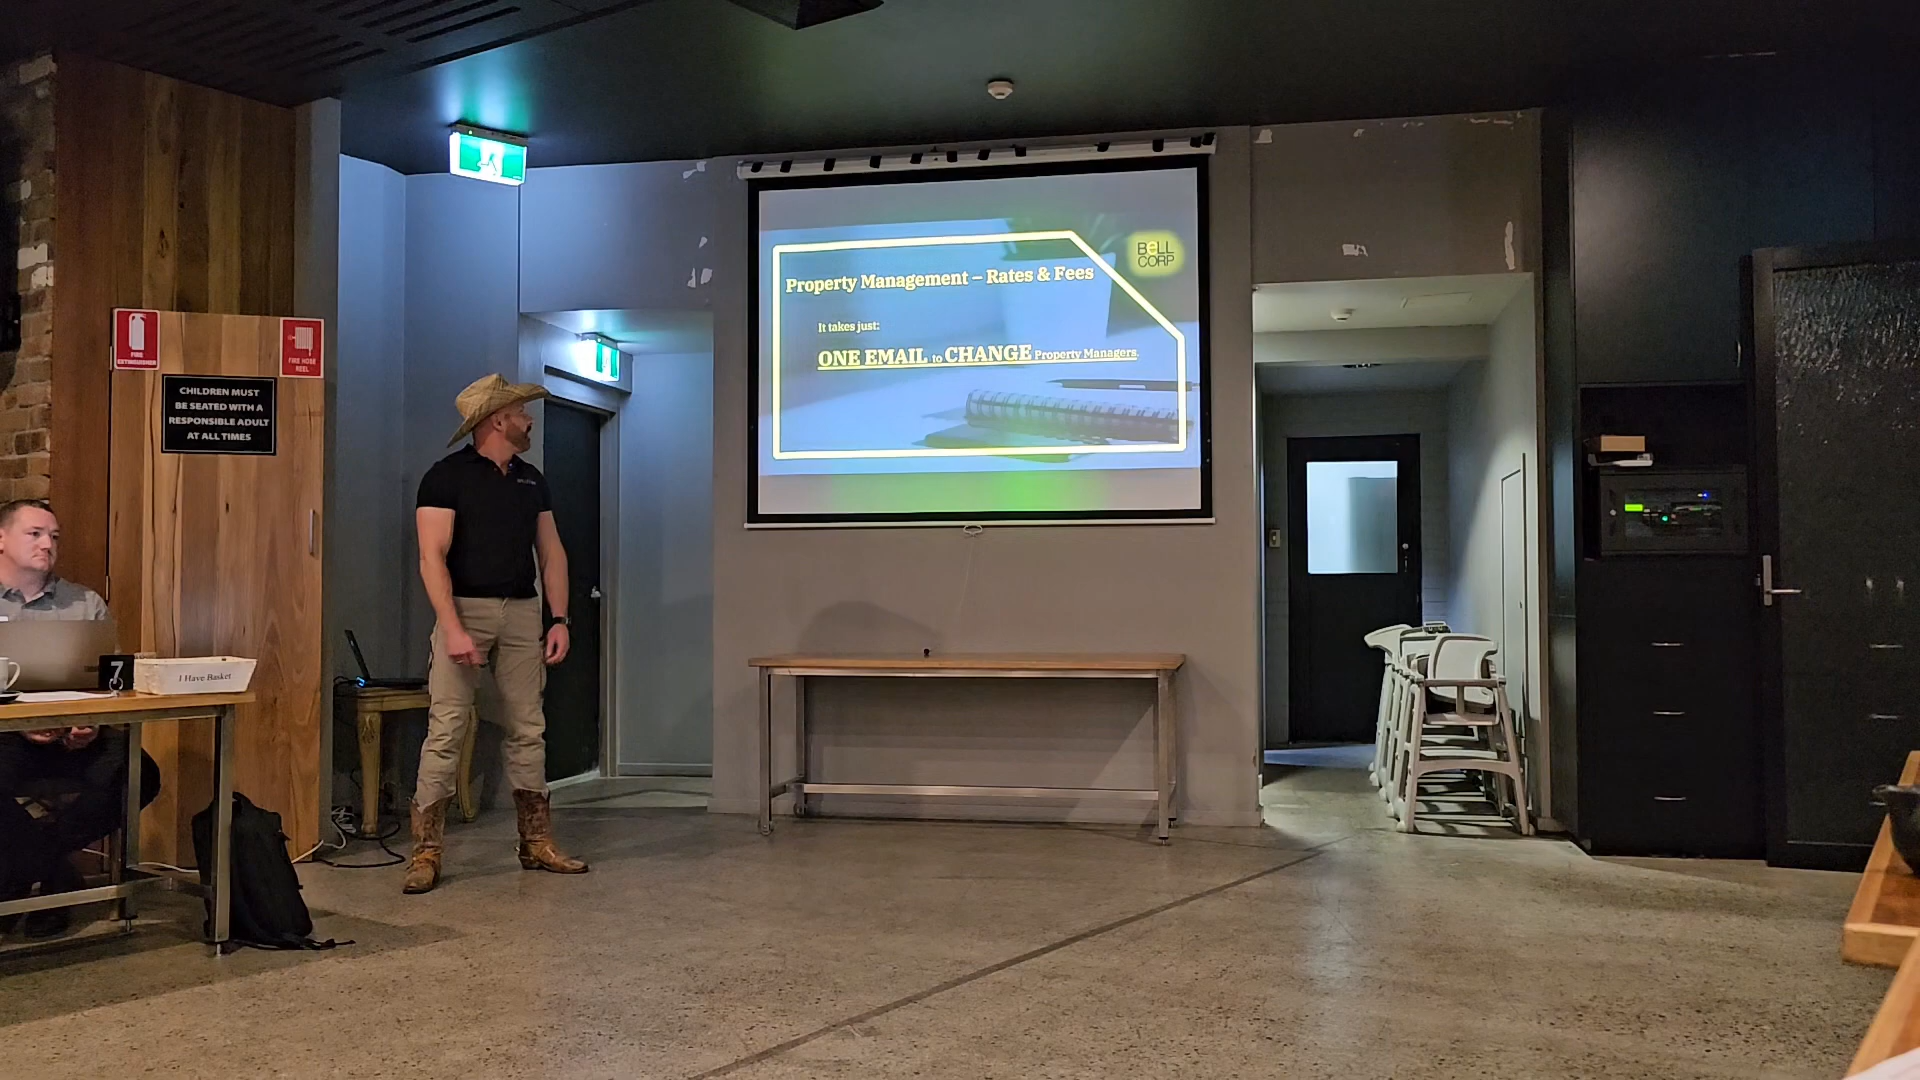 BELL
CORP
Property Management – Rates & Fees
It takes just:
ONE EMAIL to CHANGE Property Managers.
FIRE
EXTINGUISHER
FIRE HOSE
REEL
CHILDREN MUST
BE SEATED WITH A
RESPONSIBLE ADULT
AT ALL TIMES
7
I Have Basket